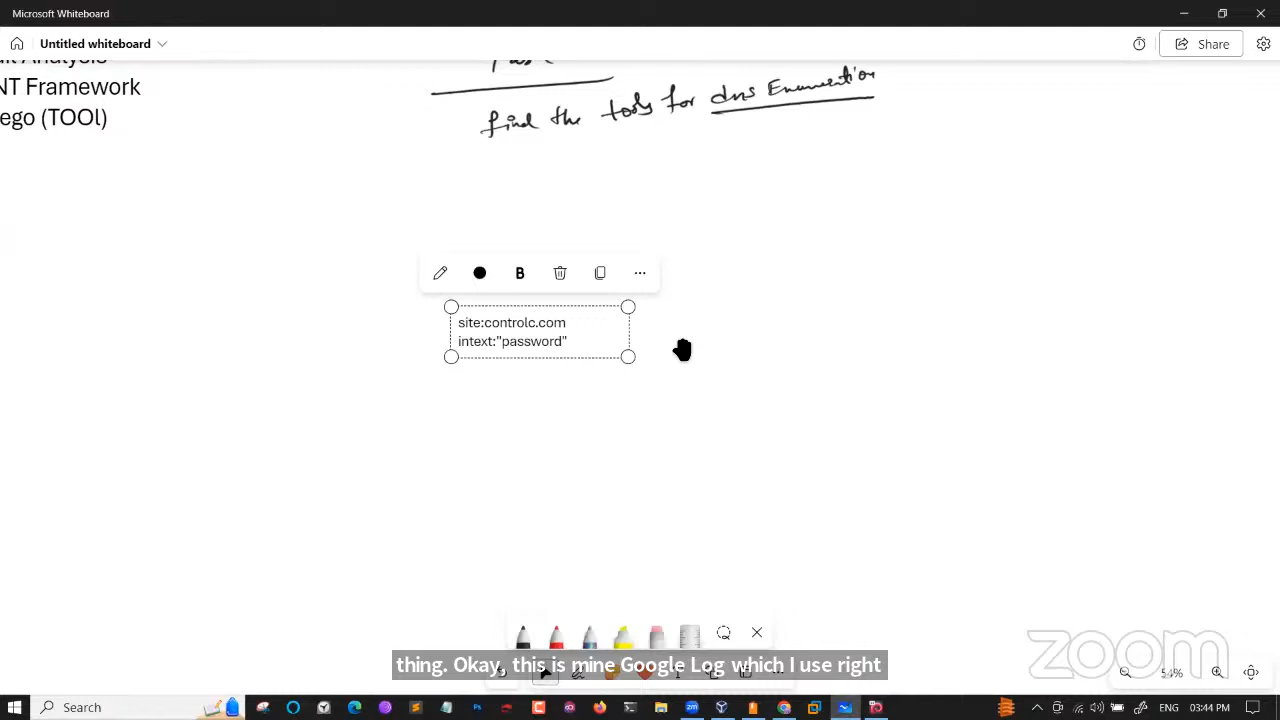 Microsoft Whiteboard
Untitled whiteboard
Share
NT Framework
ego (TOOl)
find the tools for dns Enumeration
B
site:controlc.com
intext:"password"
thing. Okay, this is mine Google Log which I use right
zoom
54%
Search
ENG
03:44 PM